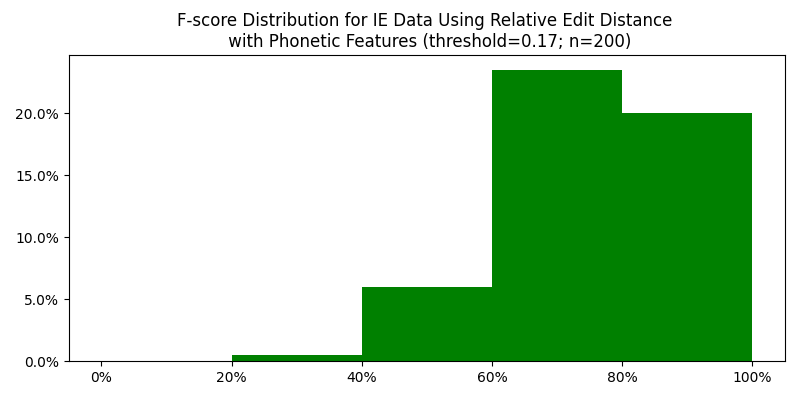 F-score Distribution for IE Data Using Relative Edit Distance
with Phonetic Features (threshold=0.17; n=200)
20.0%
15.0%
10.0%
5.0%
0.0%
0% 20% 40% 60% 80% 100%